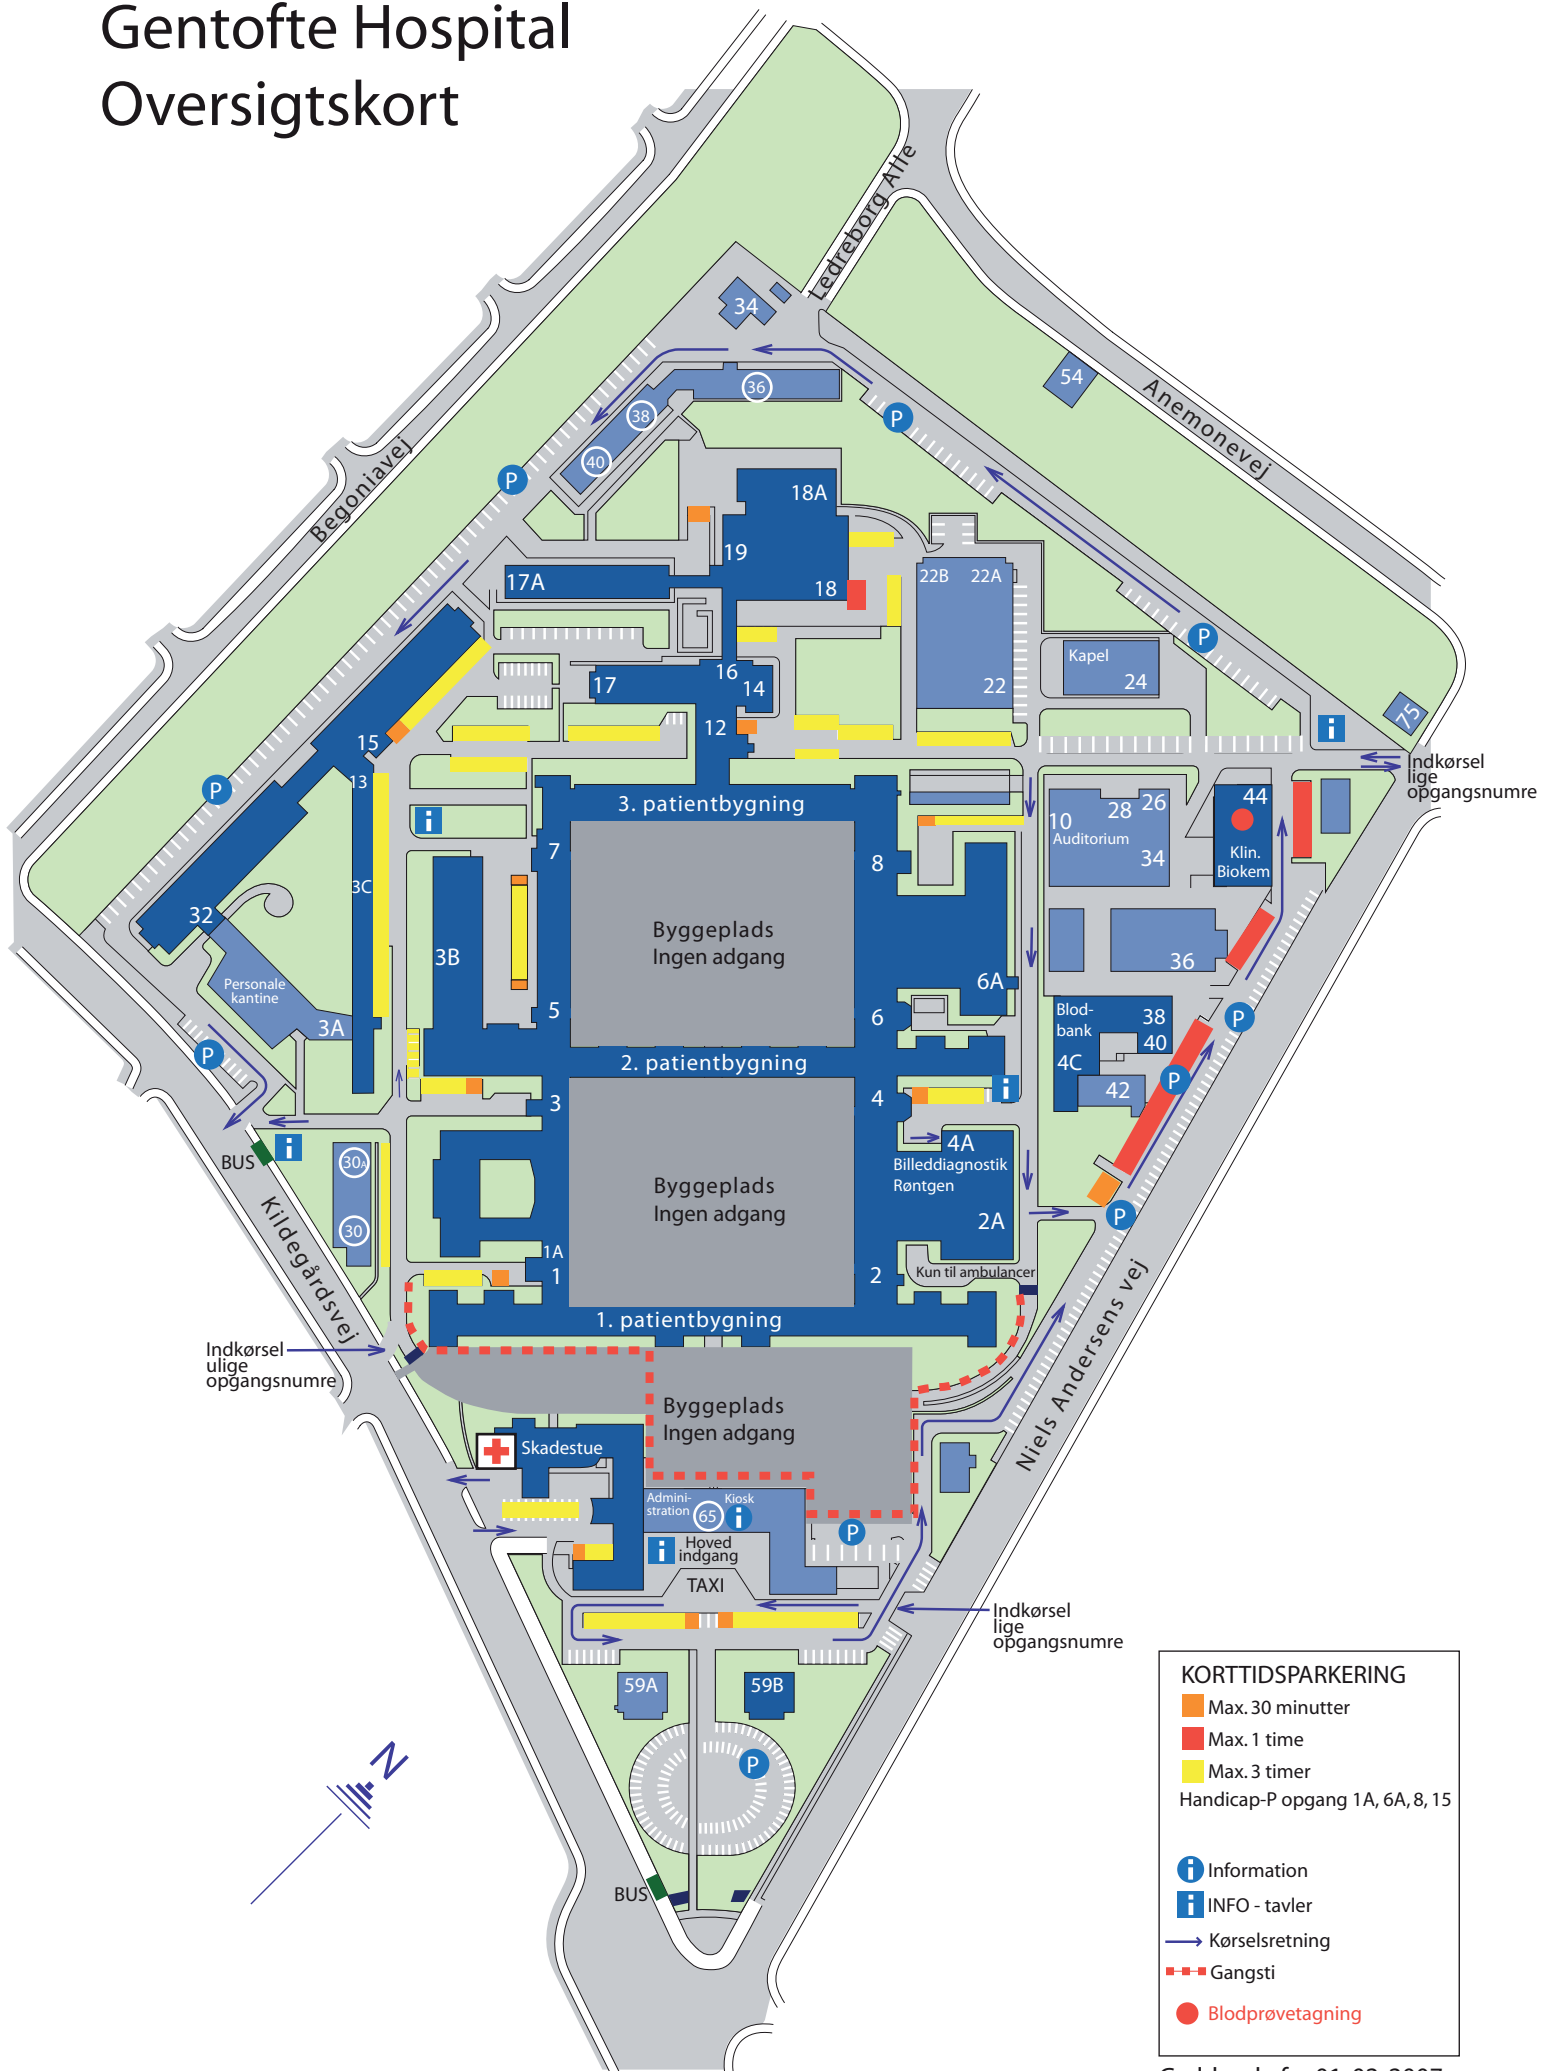 Gentofte Hospital
Oversigtskort
Ledreborg Alle
Anemonevej
Begoniavej
34
54
36
38
40
18A
19
17A
18
22B
22A
22
Kapel
24
75
17
16
14
12
15
13
Indkørsel
lige
opgangsnumre
3. patientbygning
7
8
26
28
10
Auditorium
34
44
Klin.
Biokem
3C
32
3B
Byggeplads
Ingen adgang
5
6
6A
36
Personale
kantine
3A
Blod-
bank
38
40
4C
42
2. patientbygning
3
4
4A
Billeddiagnostik
Røntgen
2A
BUS
30A
30
Kildegårdsvej
Byggeplads
Ingen adgang
1A
1
2
Kun til ambulancer
1. patientbygning
Indkørsel
ulige
opgangsnumre
Niels Andersens vej
Byggeplads
Ingen adgang
Skadestue
Admini-
stration
65
Kiosk
Hoved
indgang
TAXI
P
P
P
P
P
P
P
P
P
P
P
Indkørsel
lige
opgangsnumre
59A
59B
N
BUS
KORTTIDSPARKERING
Max. 30 minutter
Max. 1 time
Max. 3 timer
Handicap-P opgang 1A, 6A, 8, 15
Information
INFO - tavler
Kørselsretning
Gangsti
Blodprøvetagning